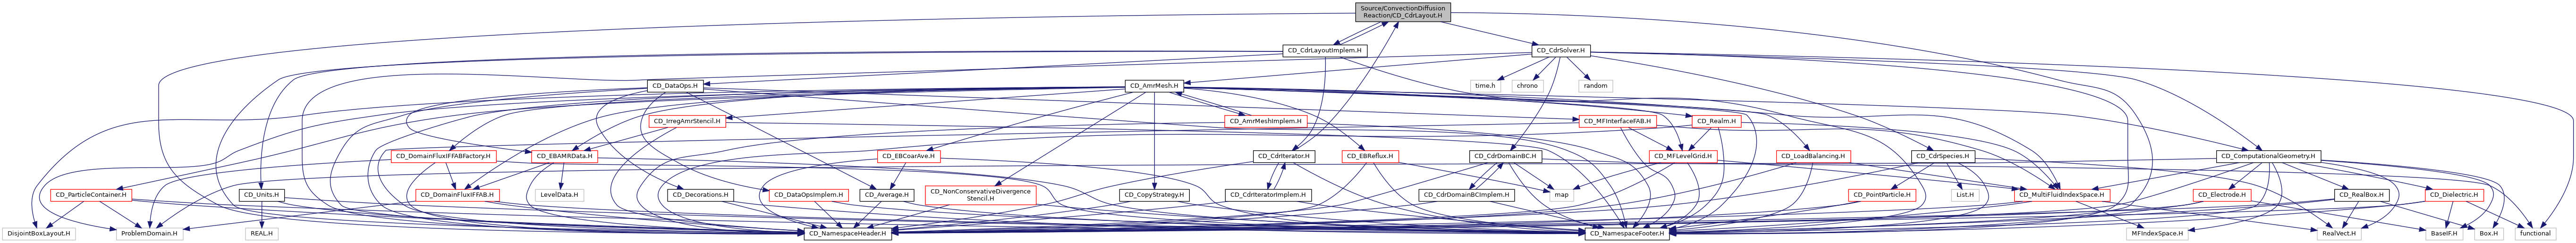 Source/ConvectionDiffusion
Reaction/CD_CdrLayout.H
CD_CdrLayoutImplem.H
CD_CdrSolver.H
CD_DataOps.H
CD_AmrMesh.H
time.h
chrono
random
CD_IrregAmrStencil.H
CD_AmrMeshImplem.H
CD_MFInterfaceFAB.H
CD_Realm.H
CD_DomainFluxIFFABFactory.H
CD_EBAMRData.H
CD_EBCoarAve.H
CD_CdrIterator.H
CD_EBReflux.H
CD_CdrDomainBC.H
CD_MFLevelGrid.H
CD_LoadBalancing.H
CD_CdrSpecies.H
CD_ComputationalGeometry.H
CD_ParticleContainer.H
CD_Units.H
CD_DomainFluxIFFAB.H
LevelData.H
CD_Decorations.H
CD_DataOpsImplem.H
CD_Average.H
CD_NonConservativeDivergence
Stencil.H
CD_CopyStrategy.H
CD_CdrIteratorImplem.H
CD_CdrDomainBCImplem.H
map
CD_PointParticle.H
List.H
CD_MultiFluidIndexSpace.H
CD_Electrode.H
CD_RealBox.H
CD_Dielectric.H
DisjointBoxLayout.H
ProblemDomain.H
REAL.H
CD_NamespaceHeader.H
CD_NamespaceFooter.H
MFIndexSpace.H
RealVect.H
BaseIF.H
Box.H
functional